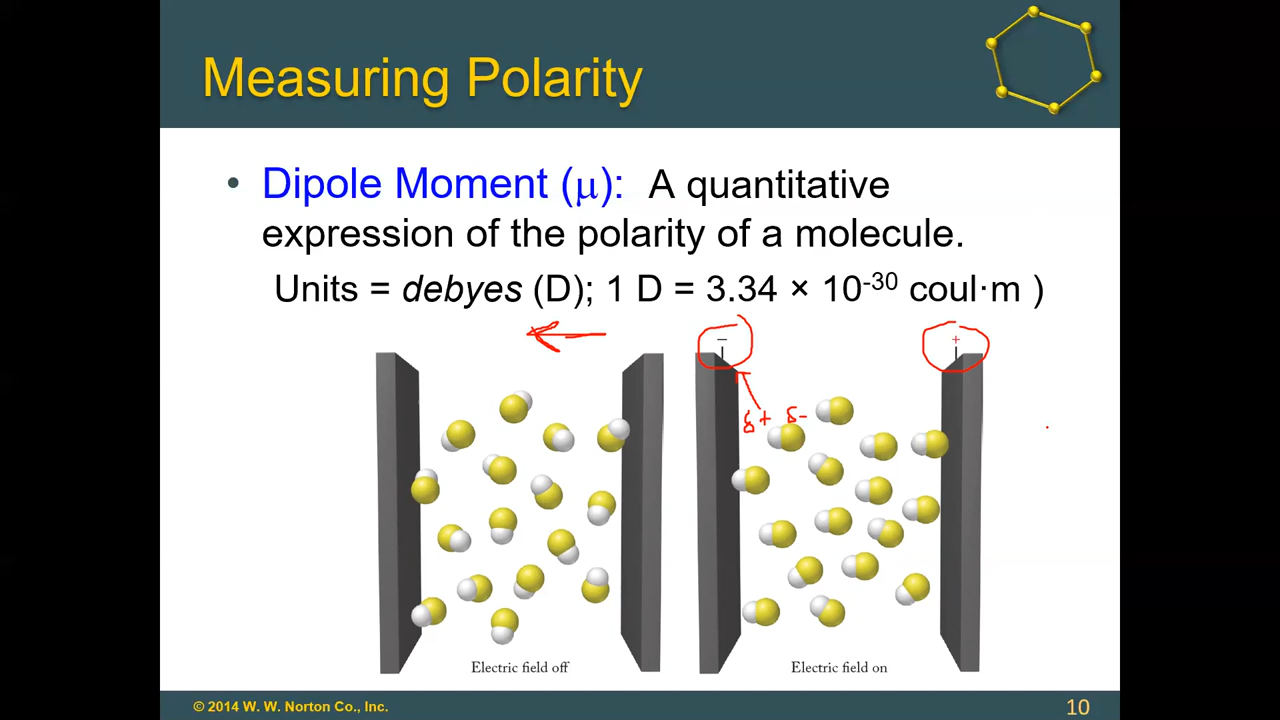 Measuring Polarity
• Dipole Moment (μ): A quantitative
expression of the polarity of a molecule.
Units = debyes (D); 1 D = 3.34 × 10⁻³⁰ coul·m )
− +
δ+ δ-
Electric field off Electric field on
© 2014 W. W. Norton Co., Inc. 10